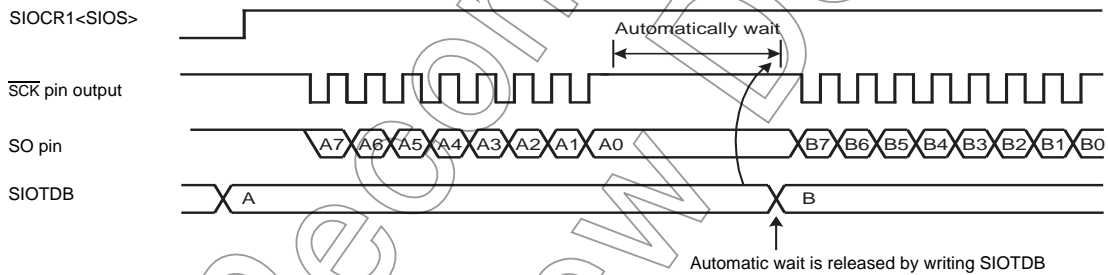 SIOCR1<SIOS>
Automatically wait
SCK pin output
SO pin
A7 A6 A5 A4 A3 A2 A1 A0 B7 B6 B5 B4 B3 B2 B1 B0
SIOTDB
A B
Automatic wait is released by writing SIOTDB